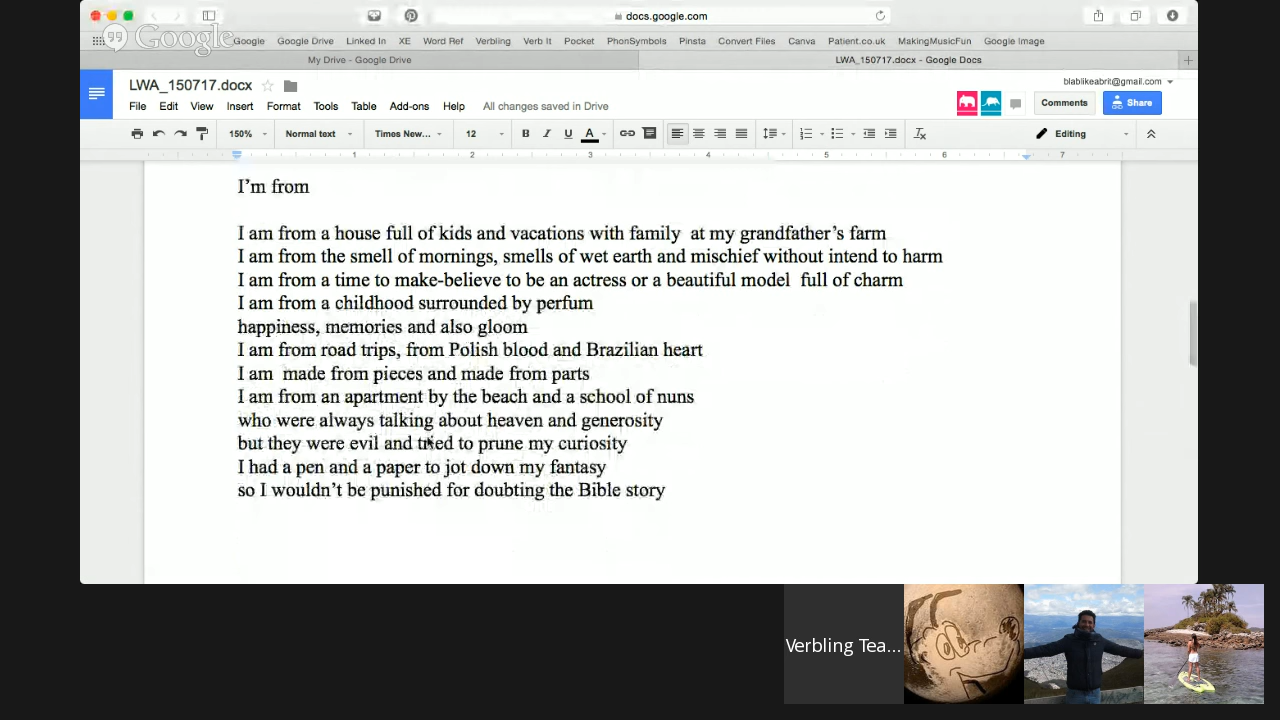 docs.google.com
Google
Google Google Drive Linked In XE Word Ref Verbling Verb It Pocket PhonSymbols Pinsta Convert Files Canva Patient.co.uk MakingMusicFun Google Image
My Drive - Google Drive LWA_150717.docx - Google Docs
LWA_150717.docx
blablikeabrit@gmail.com
File Edit View Insert Format Tools Table Add-ons Help All changes saved in Drive
Comments Share
150% Normal text Times New... 12 B I U A Editing
1 2 3 4 5 6 7
I’m from
I am from a house full of kids and vacations with family  at my grandfather’s farm
I am from the smell of mornings, smells of wet earth and mischief without intend to harm
I am from a time to make-believe to be an actress or a beautiful model  full of charm
I am from a childhood surrounded by perfum
happiness, memories and also gloom
I am from road trips, from Polish blood and Brazilian heart
I am  made from pieces and made from parts
I am from an apartment by the beach and a school of nuns
who were always talking about heaven and generosity
but they were evil and tried to prune my curiosity
I had a pen and a paper to jot down my fantasy
so I wouldn’t be punished for doubting the Bible story
Verbling Tea...